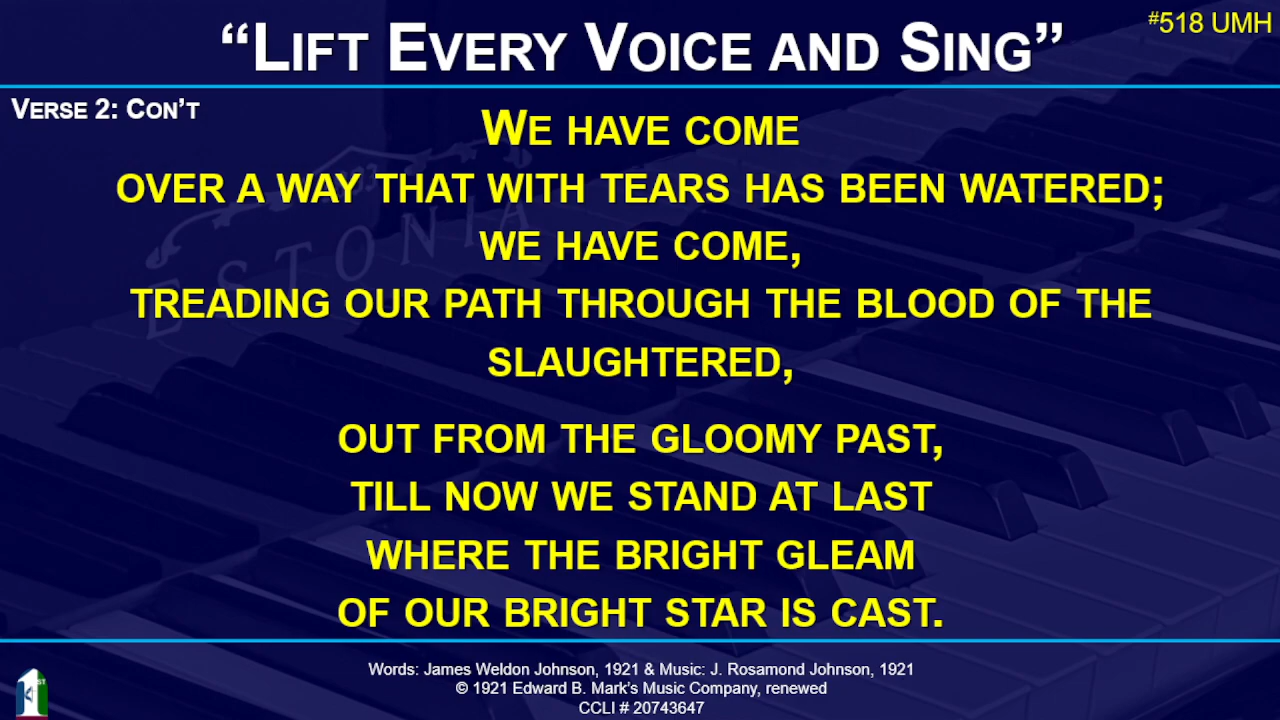 “Lift Every Voice and Sing”
#518 UMH
Verse 2: Con’t
We have come
over a way that with tears has been watered;
we have come,
treading our path through the blood of the
slaughtered,
out from the gloomy past,
till now we stand at last
where the bright gleam
of our bright star is cast.
ESTONIA
Words: James Weldon Johnson, 1921 & Music: J. Rosamond Johnson, 1921
© 1921 Edward B. Mark’s Music Company, renewed
CCLI # 20743647
1ST